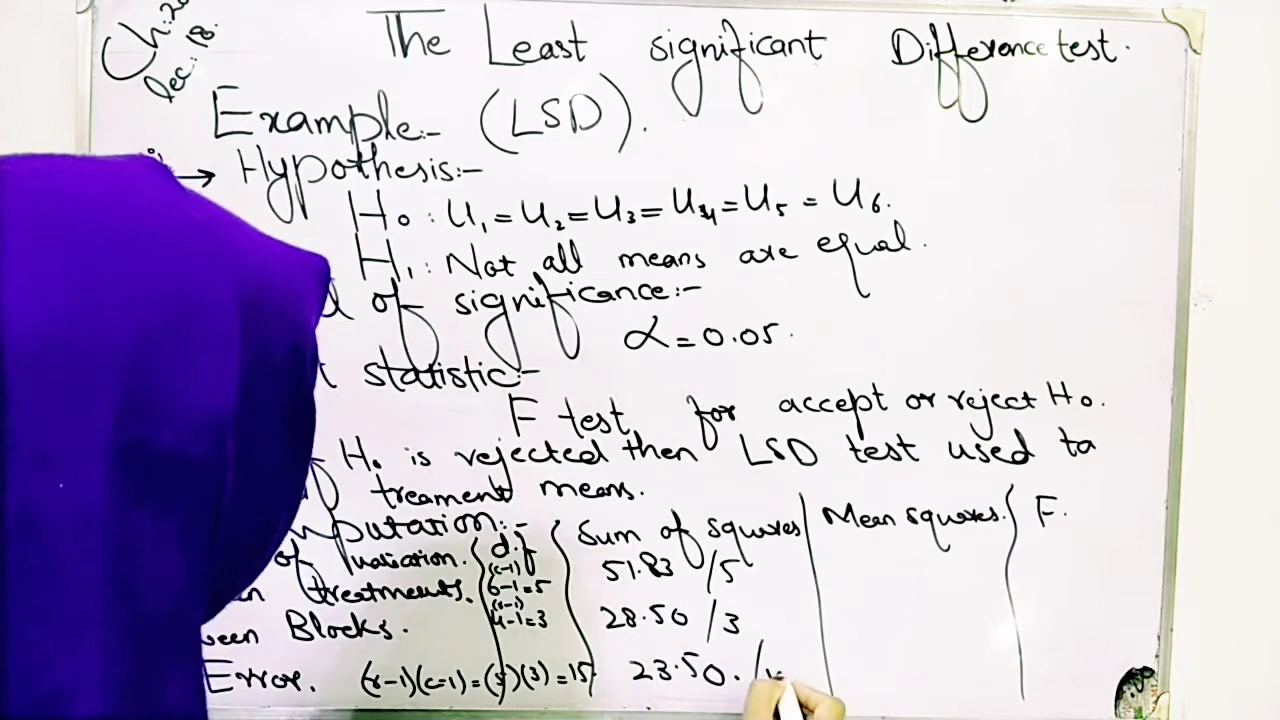 Ch: 20
Lec: 18.
The Least significant Difference test.
Example:- (LSD).
→ Hypothesis:-
H₀ : U₁ = U₂ = U₃ = U₄ = U₅ = U₆.
H₁ : Not all means are equal.
of significance:-
α = 0.05.
statistic:-
F test for accept or reject H₀.
H₀ is rejected then LSD test used to
treament means.
putation:-
of variation. d.f Sum of squares Mean squares. F.
treatments. (c-1) 6-1=5 51.83 /5
ween Blocks. (r-1) 4-1=3 28.50 /3
Error. (r-1)(c-1)=(5)(3)=15 23.50. /